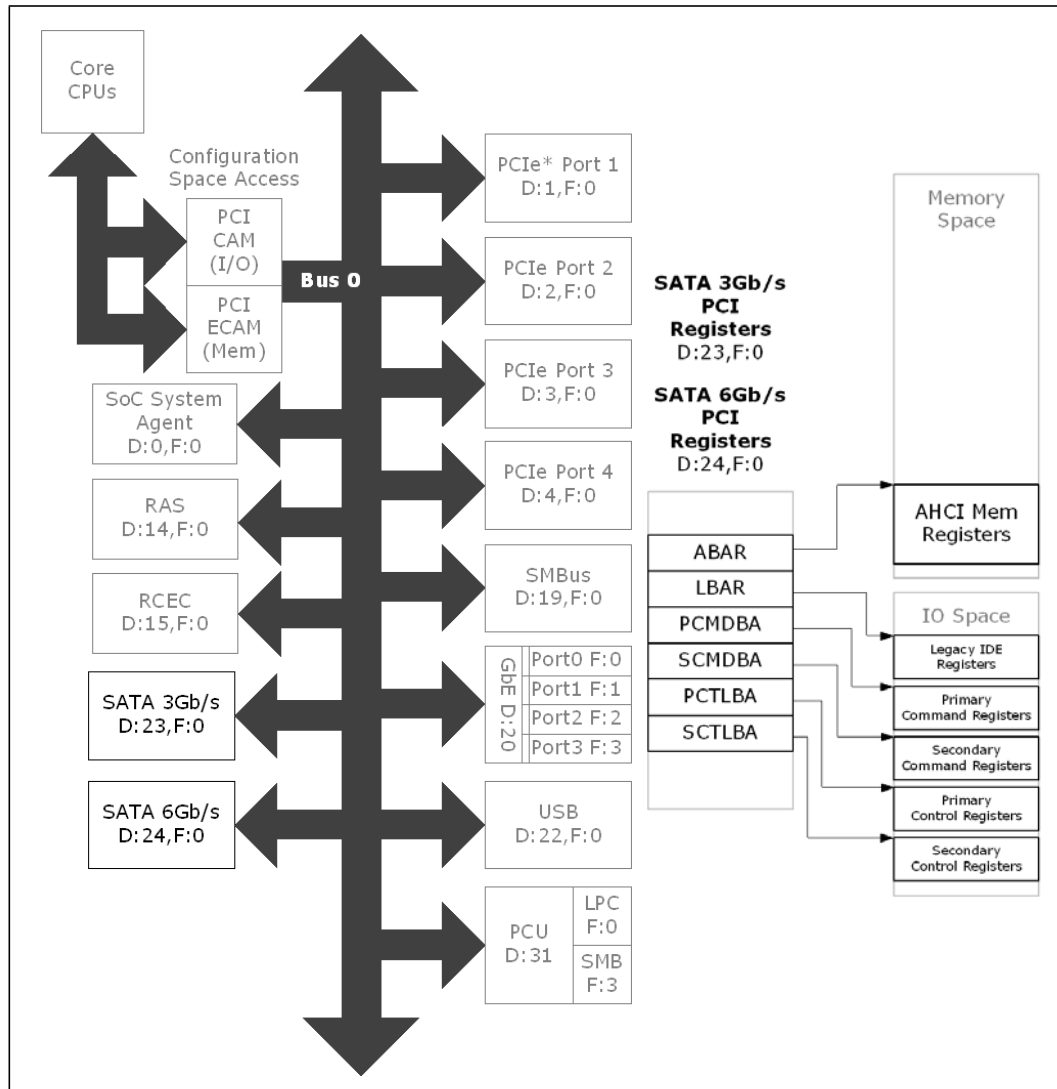 Core
CPUs
Configuration
Space Access
PCI
CAM
(I/O)
PCI
ECAM
(Mem)
Bus 0
SoC System
Agent
D:0,F:0
RAS
D:14,F:0
RCEC
D:15,F:0
SATA 3Gb/s
D:23,F:0
SATA 6Gb/s
D:24,F:0
PCIe* Port 1
D:1,F:0
PCIe Port 2
D:2,F:0
PCIe Port 3
D:3,F:0
PCIe Port 4
D:4,F:0
SMBus
D:19,F:0
GbE D:20
Port0 F:0
Port1 F:1
Port2 F:2
Port3 F:3
USB
D:22,F:0
PCU
D:31
LPC
F:0
SMB
F:3
SATA 3Gb/s
PCI
Registers
D:23,F:0
SATA 6Gb/s
PCI
Registers
D:24,F:0
ABAR
LBAR
PCMDBA
SCMDBA
PCTLBA
SCTLBA
Memory
Space
AHCI Mem
Registers
IO Space
Legacy IDE
Registers
Primary
Command Registers
Secondary
Command Registers
Primary
Control Registers
Secondary
Control Registers